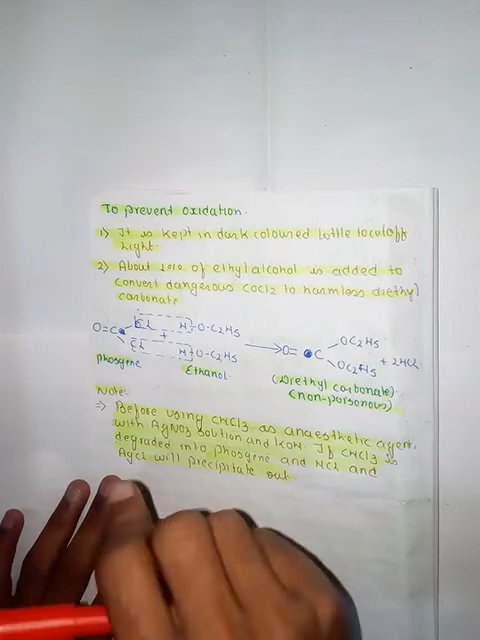 To prevent oxidation.
1) It is kept in dark coloured bottle to cut off
light.
2) About of ethyl alcohol is added to
convert dangerous COCl2 to harmless diethyl
carbonate
O=C Cl H-O-C2H5 + → O=C OC2H5 + 2HCl
Cl H-O-C2H5 OC2H5
Phosgene Ethanol (Diethyl carbonate)
(non-poisonous)
Note:-
⇒ Before using CHCl3 as anaesthetic agent,
with AgNO3 solution and KOH. If CHCl3 is
degraded into phosgene and HCl and
AgCl will precipitate out.